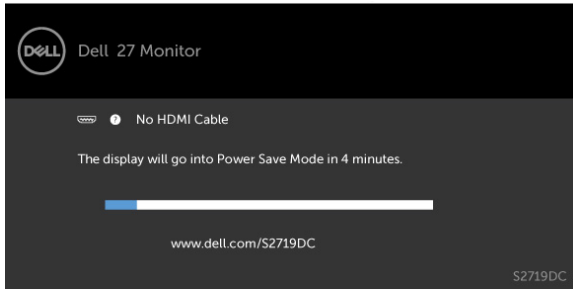 DELL
Dell 27 Monitor
? No HDMI Cable
The display will go into Power Save Mode in 4 minutes.
www.dell.com/S2719DC
S2719DC